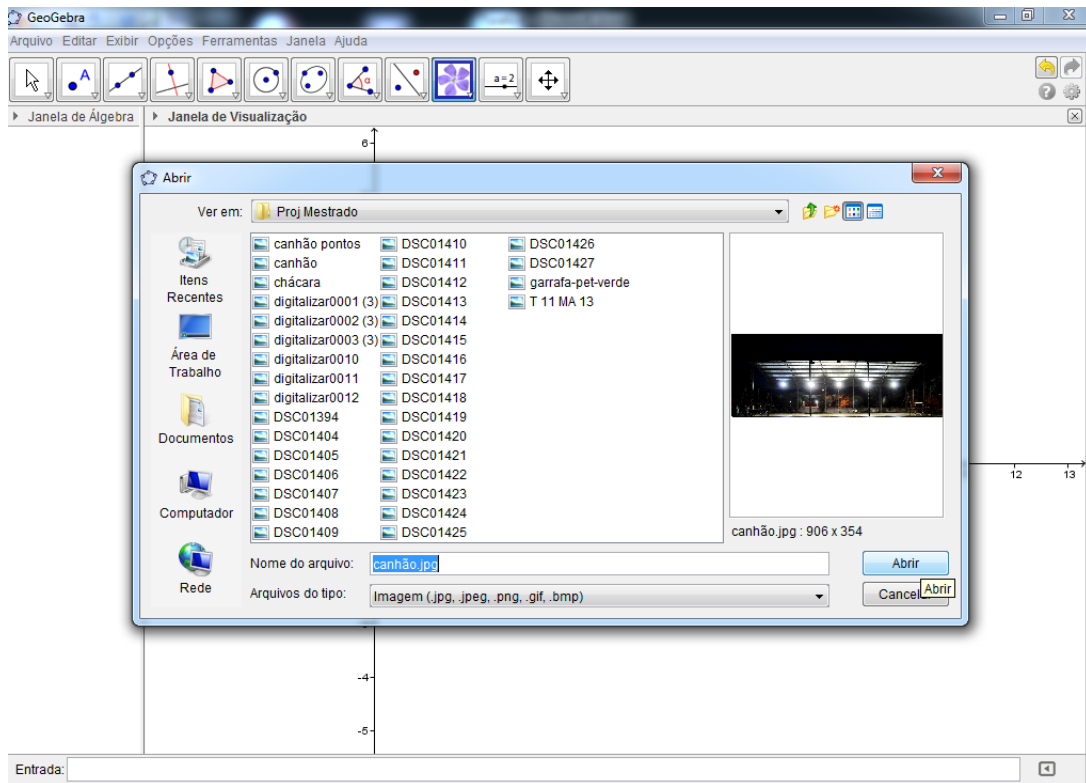 GeoGebra
Arquivo Editar Exibir Opções Ferramentas Janela Ajuda
A
α
a=2
Janela de Álgebra
Janela de Visualização
6
Abrir
Ver em:
Proj Mestrado
Itens
Recentes
Área de
Trabalho
Documentos
Computador
Rede
canhão pontos
canhão
chácara
digitalizar0001 (3)
digitalizar0002 (3)
digitalizar0003 (3)
digitalizar0010
digitalizar0011
digitalizar0012
DSC01394
DSC01404
DSC01405
DSC01406
DSC01407
DSC01408
DSC01409
DSC01410
DSC01411
DSC01412
DSC01413
DSC01414
DSC01415
DSC01416
DSC01417
DSC01418
DSC01419
DSC01420
DSC01421
DSC01422
DSC01423
DSC01424
DSC01425
DSC01426
DSC01427
garrafa-pet-verde
T 11 MA 13
canhão.jpg : 906 x 354
Nome do arquivo:
canhão.jpg
Abrir
Arquivos do tipo:
Imagem (.jpg, .jpeg, .png, .gif, .bmp)
Abrir
12
13
-4
-5
Entrada: